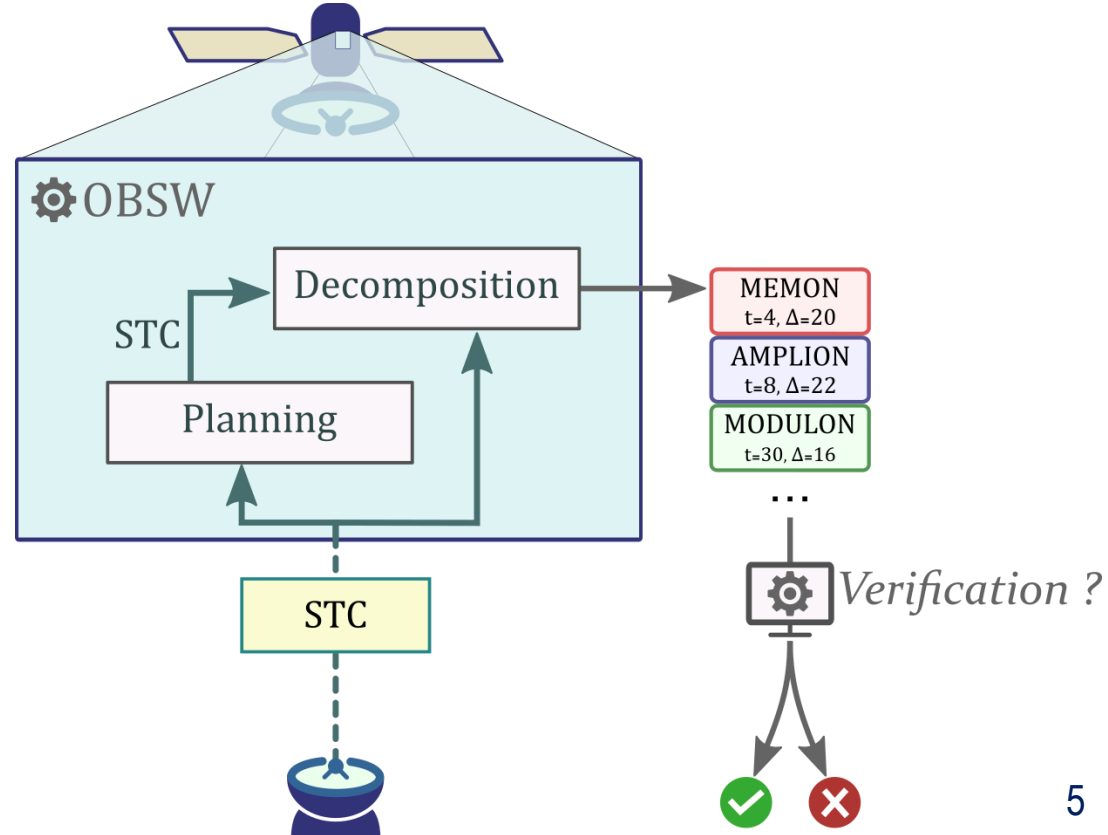 OBSW
Decomposition
STC
Planning
STC
MEMON
t=4, Δ=20
AMPLION
t=8, Δ=22
MODULON
t=30, Δ=16
...
Verification ?
5